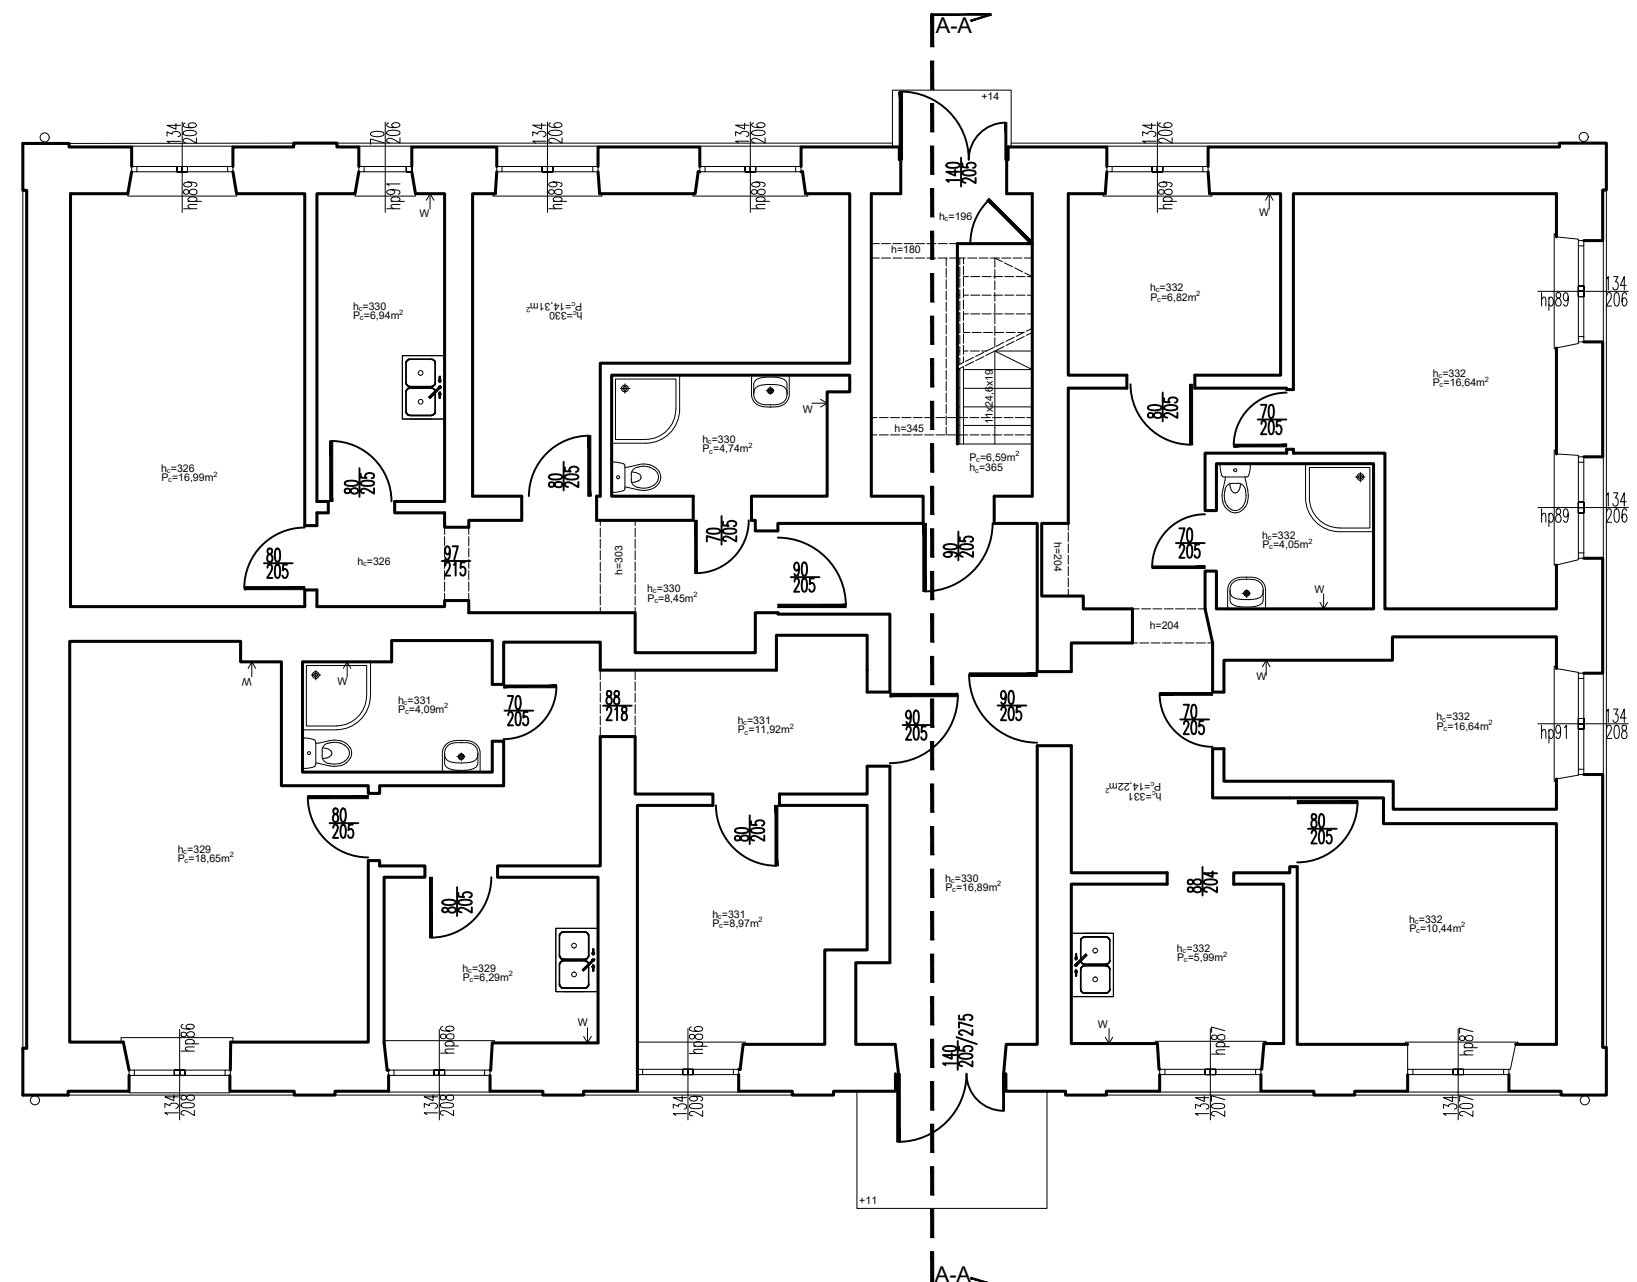 A-A
+14
134
206
70
206
134
206
134
206
140
205
134
206
hp89
hp91
hp89
hp89
hp89
W
W
hc=196
h=180
hc=330
Pc=6,94m²
hc=330
Pc=14,31m²
hc=332
Pc=6,82m²
134
206
hp89
hc=332
Pc=16,64m²
11x24,6x19
80
205
70
205
W
h=345
hc=330
Pc=4,74m²
Pc=6,59m²
hc=365
hc=326
Pc=16,99m²
80
205
80
205
134
206
hp89
70
205
90
205
70
205
hc=332
Pc=4,05m²
80
205
hc=326
97
215
h=303
hc=330
Pc=8,45m²
90
205
h=204
W
h=204
W
W
hc=331
Pc=4,09m²
70
205
88
218
hc=331
Pc=11,92m²
90
205
90
205
70
205
W
hc=332
Pc=16,64m²
134
208
hp91
hc=331
Pc=14,22m²
80
205
80
205
80
205
hc=329
Pc=18,65m²
80
205
hc=331
Pc=8,97m²
hc=330
Pc=16,89m²
88
204
hc=332
Pc=10,44m²
hc=329
Pc=6,29m²
hc=332
Pc=5,99m²
W
W
hp86
hp86
hp86
140
205/275
hp87
hp87
134
208
134
208
134
209
134
207
134
207
+11
A-A